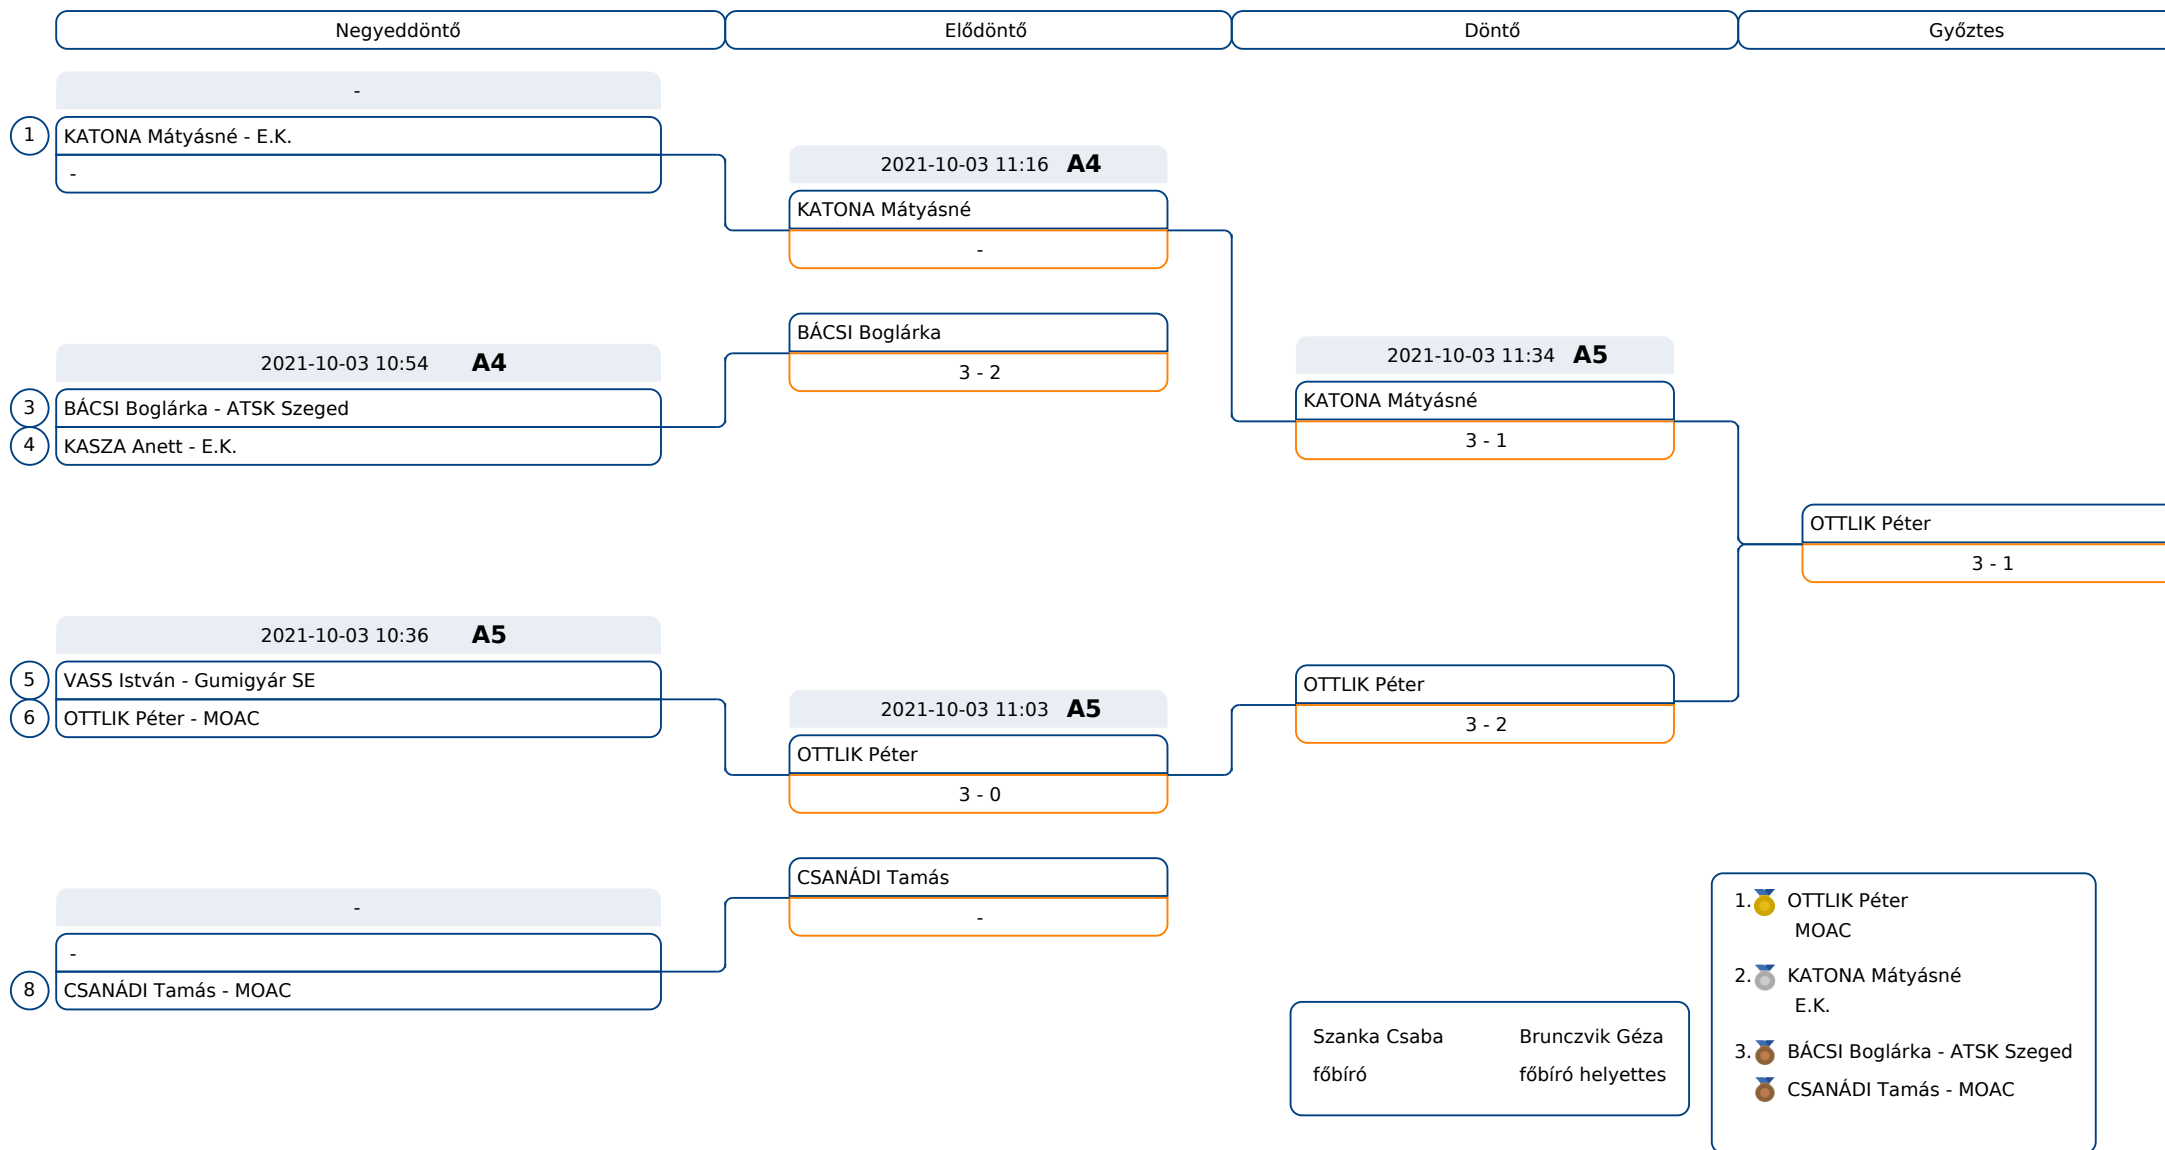 Negyeddöntő
Elődöntő
Döntő
Győztes
-
1
KATONA Mátyásné - E.K.
-
2021-10-03 10:54 A4
3
BÁCSI Boglárka - ATSK Szeged
4
KASZA Anett - E.K.
2021-10-03 10:36 A5
5
VASS István - Gumigyár SE
6
OTTLIK Péter - MOAC
-
-
8
CSANÁDI Tamás - MOAC
2021-10-03 11:16 A4
KATONA Mátyásné
-
BÁCSI Boglárka
3 - 2
2021-10-03 11:03 A5
OTTLIK Péter
3 - 0
CSANÁDI Tamás
-
2021-10-03 11:34 A5
KATONA Mátyásné
3 - 1
OTTLIK Péter
3 - 2
OTTLIK Péter
3 - 1
Szanka Csaba
főbíró
Brunczvik Géza
főbíró helyettes
1. OTTLIK Péter
MOAC
2. KATONA Mátyásné
E.K.
3. BÁCSI Boglárka - ATSK Szeged
CSANÁDI Tamás - MOAC